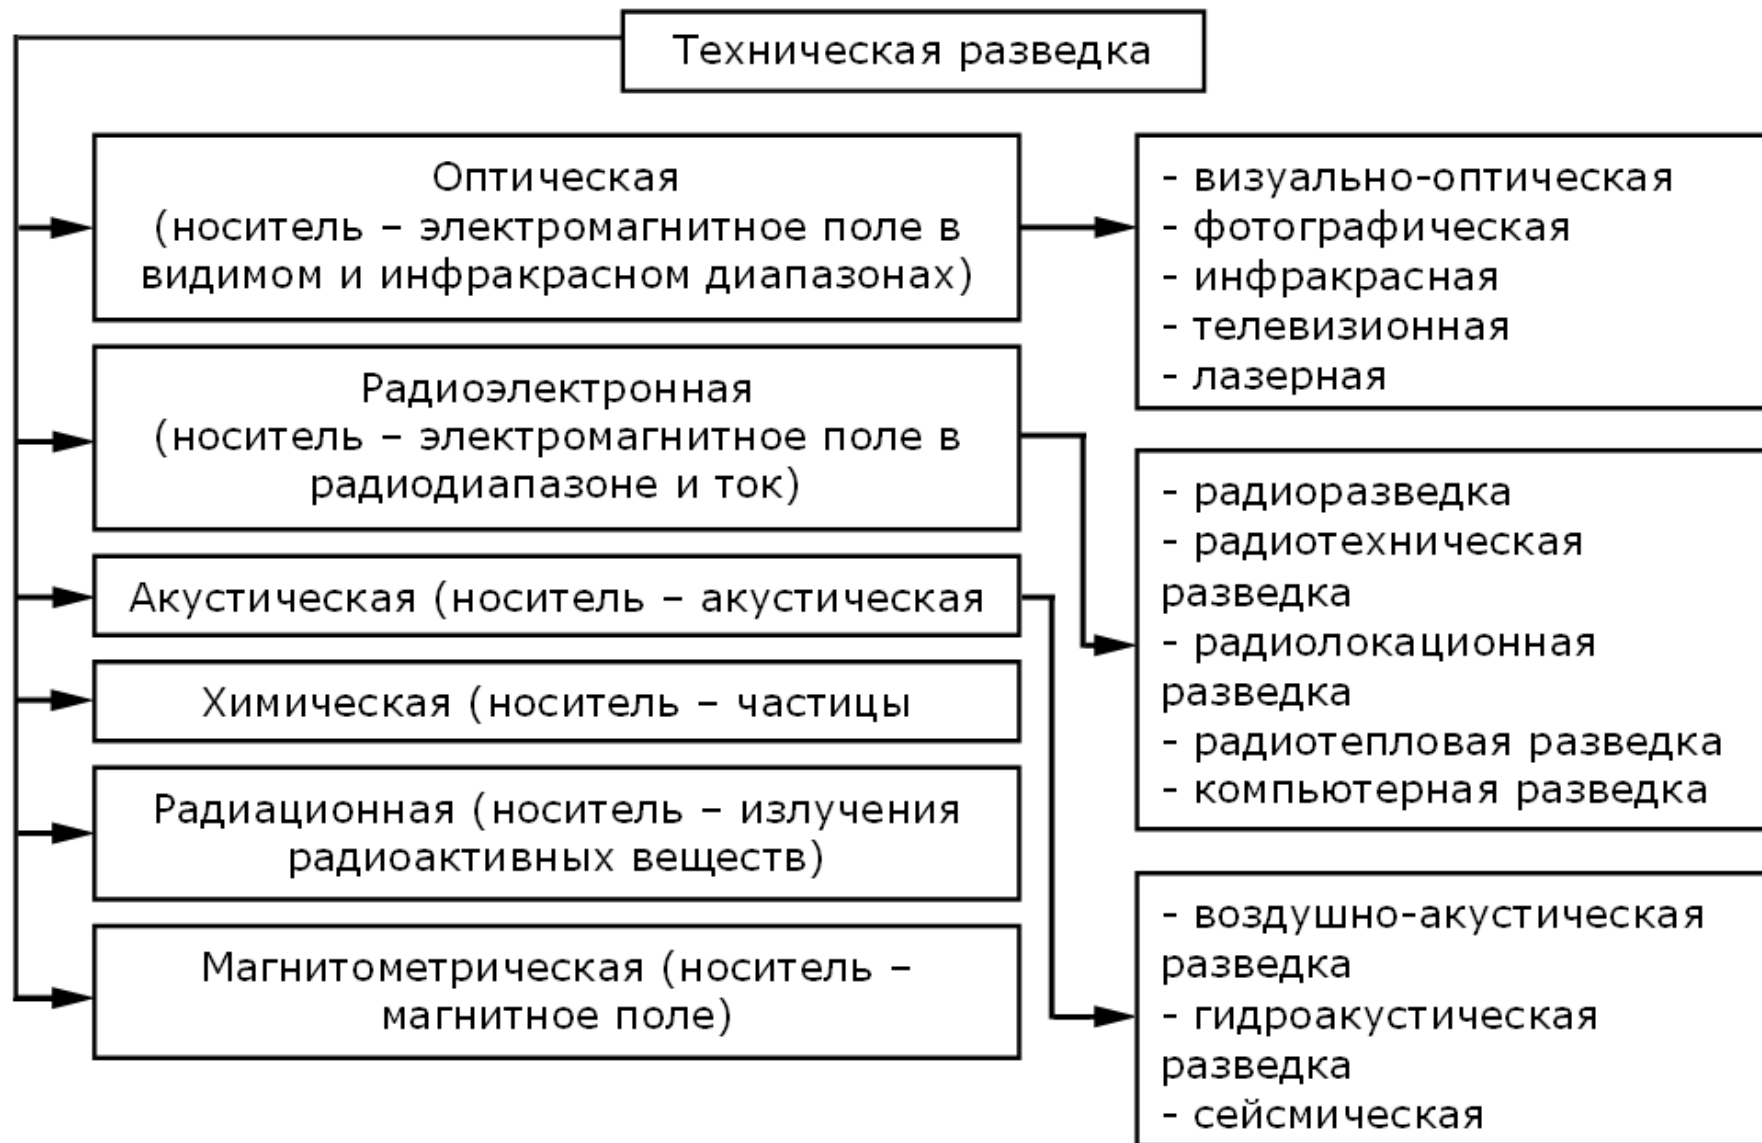 Техническая разведка
Оптическая
(носитель – электромагнитное поле в
видимом и инфракрасном диапазонах)
- визуально-оптическая
- фотографическая
- инфракрасная
- телевизионная
- лазерная
Радиоэлектронная
(носитель – электромагнитное поле в
радиодиапазоне и ток)
- радиоразведка
- радиотехническая
разведка
- радиолокационная
разведка
- радиотепловая разведка
- компьютерная разведка
Акустическая (носитель – акустическая
- воздушно-акустическая
разведка
- гидроакустическая
разведка
- сейсмическая
Химическая (носитель – частицы
Радиационная (носитель – излучения
радиоактивных веществ)
Магнитометрическая (носитель –
магнитное поле)